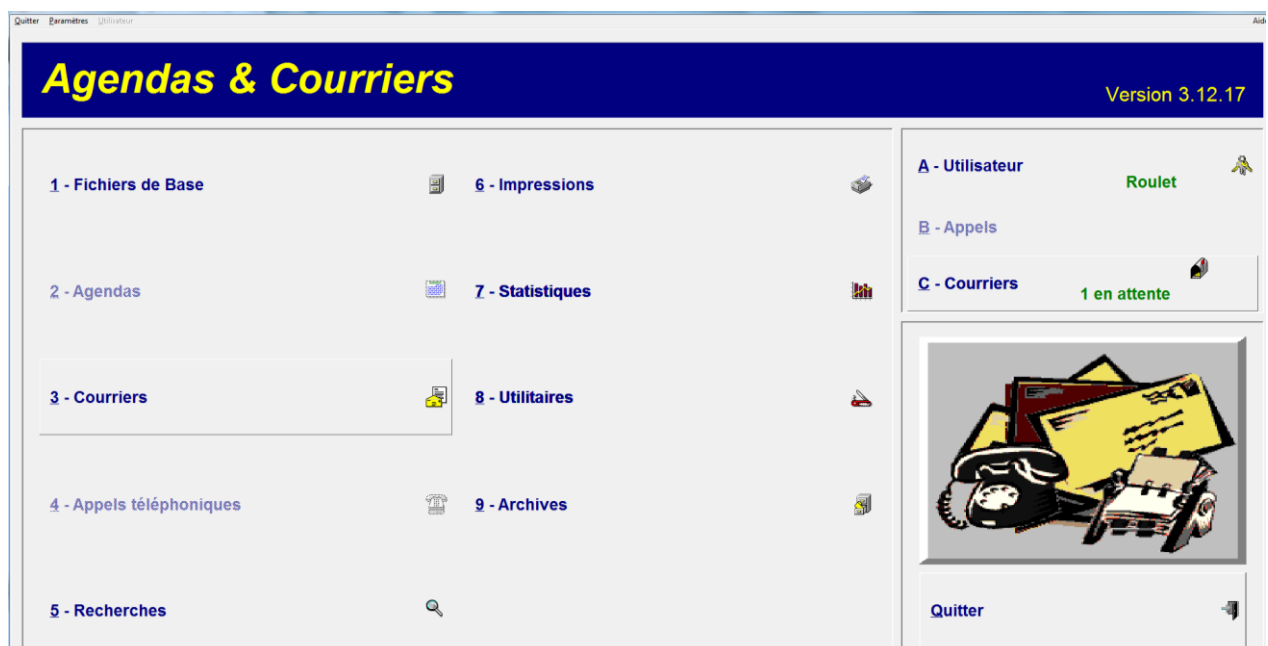 Quitter Paramètres Utilisateur
Aide
Agendas & Courriers
Version 3.12.17
1 - Fichiers de Base
6 - Impressions
2 - Agendas
7 - Statistiques
3 - Courriers
8 - Utilitaires
4 - Appels téléphoniques
9 - Archives
5 - Recherches
A - Utilisateur
Roulet
B - Appels
C - Courriers
1 en attente
Quitter